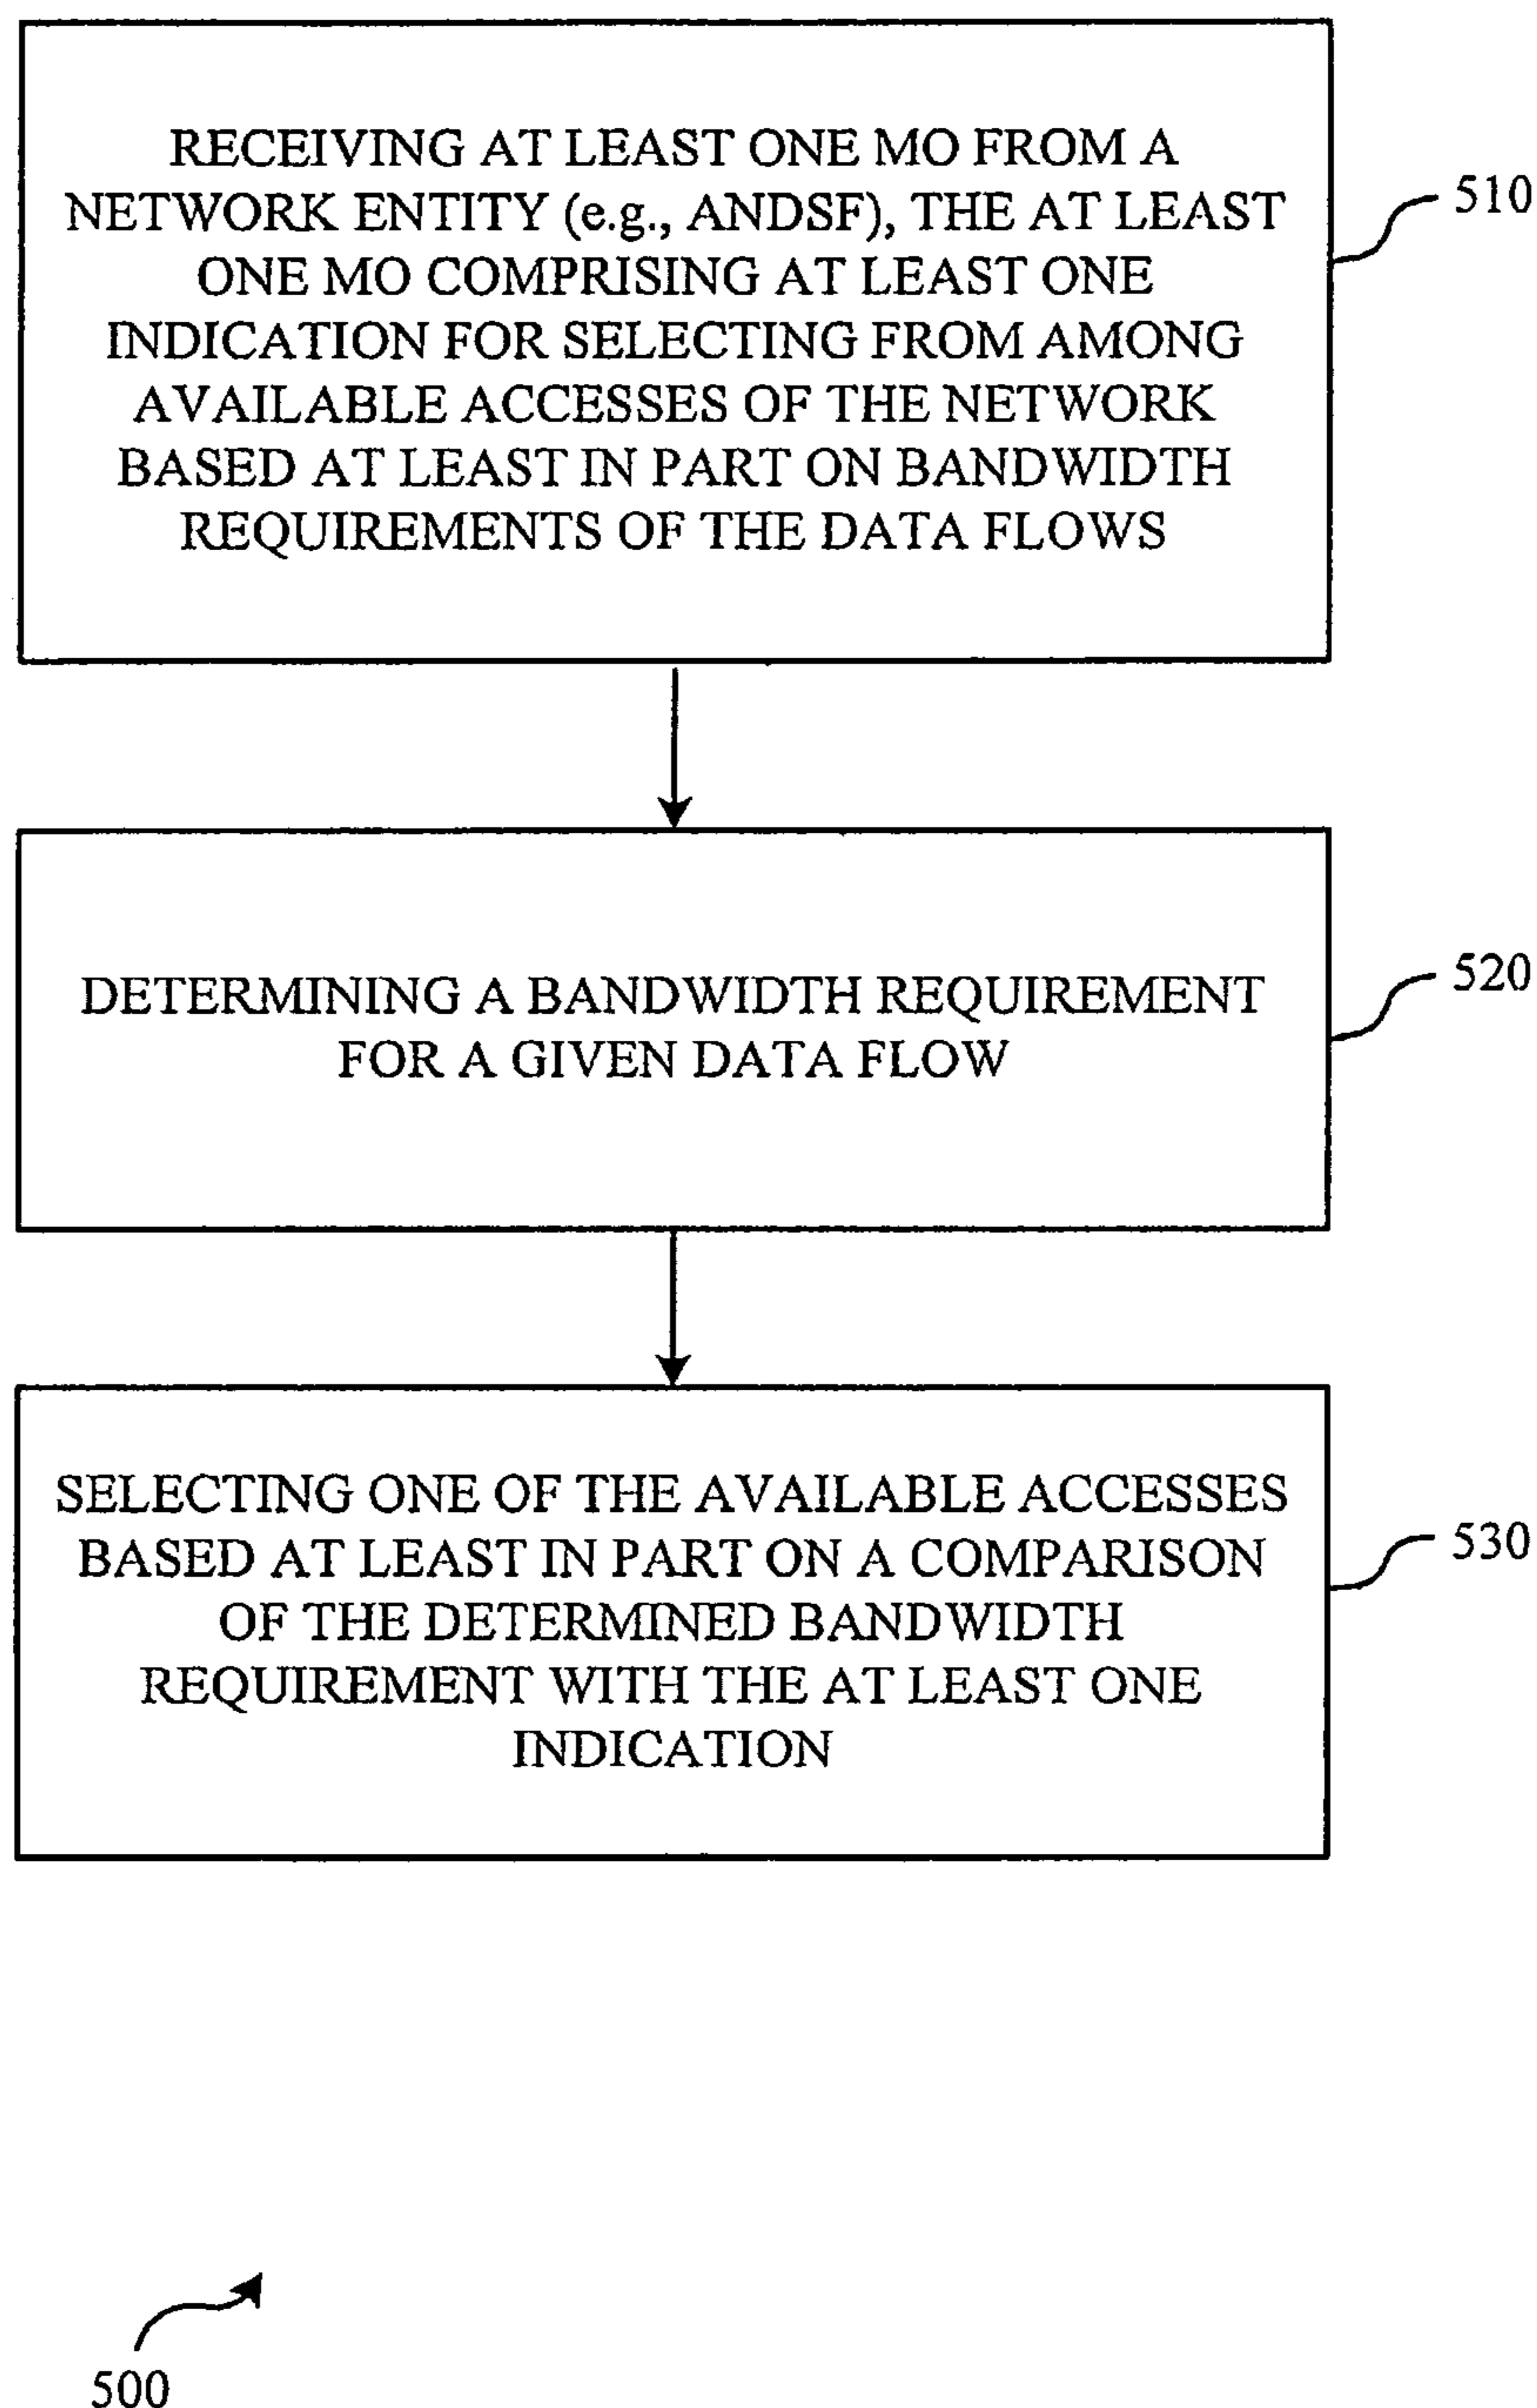 RECEIVING AT LEAST ONE MO FROM A
NETWORK ENTITY (e.g., ANDSF), THE AT LEAST
ONE MO COMPRISING AT LEAST ONE
INDICATION FOR SELECTING FROM AMONG
AVAILABLE ACCESSES OF THE NETWORK
BASED AT LEAST IN PART ON BANDWIDTH
REQUIREMENTS OF THE DATA FLOWS
510
DETERMINING A BANDWIDTH REQUIREMENT
FOR A GIVEN DATA FLOW
520
SELECTING ONE OF THE AVAILABLE ACCESSES
BASED AT LEAST IN PART ON A COMPARISON
OF THE DETERMINED BANDWIDTH
REQUIREMENT WITH THE AT LEAST ONE
INDICATION
530
500